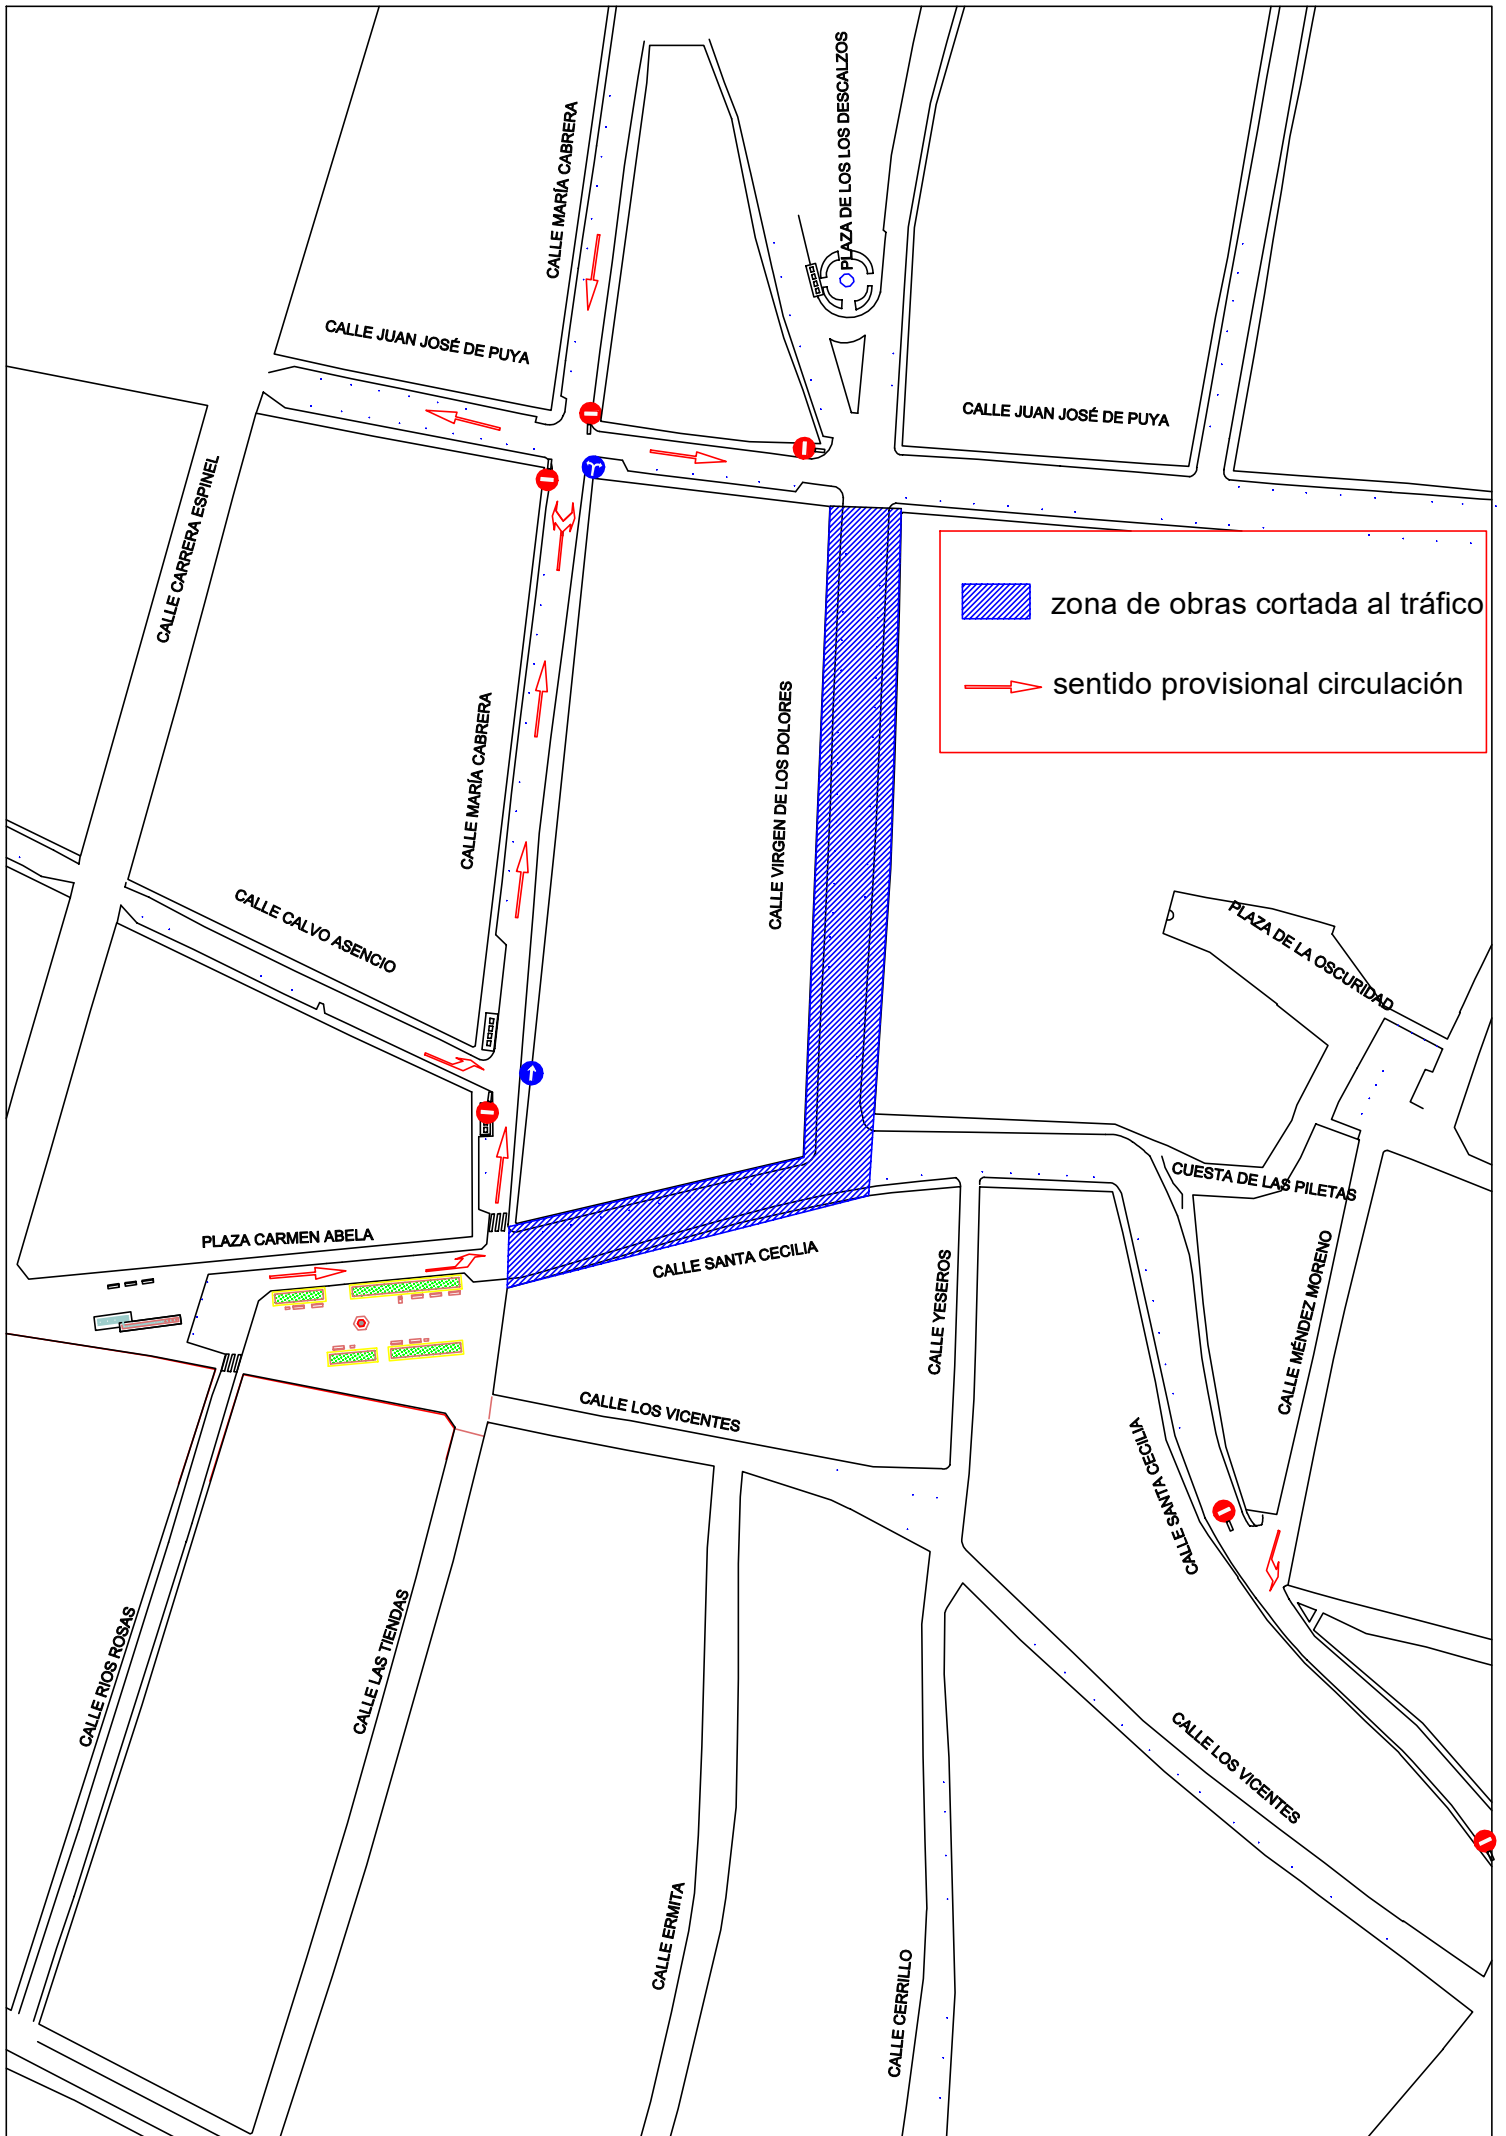 PLAZA DE LOS LOS DESCALZOS
CALLE MARÍA CABRERA
CALLE JUAN JOSÉ DE PUYA
CALLE JUAN JOSÉ DE PUYA
CALLE CARRERA ESPINEL
zona de obras cortada al tráfico
sentido provisional circulación
CALLE MARÍA CABRERA
CALLE VIRGEN DE LOS DOLORES
CALLE CALVO ASENCIO
PLAZA DE LA OSCURIDAD
CUESTA DE LAS PILETAS
PLAZA CARMEN ABELA
CALLE SANTA CECILIA
CALLE YESEROS
CALLE MÉNDEZ MORENO
CALLE LOS VICENTES
CALLE SANTA CECILIA
CALLE RIOS ROSAS
CALLE LAS TIENDAS
CALLE LOS VICENTES
CALLE ERMITA
CALLE CERRILLO